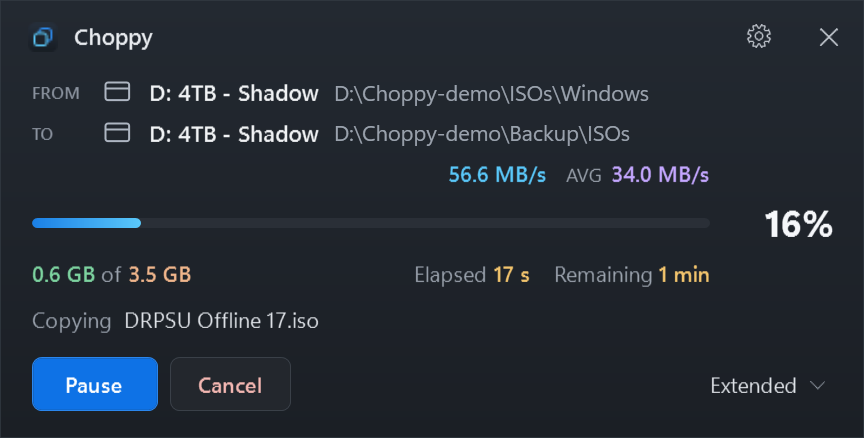 Choppy
FROM D: 4TB - Shadow D:\Choppy-demo\ISOs\Windows
TO D: 4TB - Shadow D:\Choppy-demo\Backup\ISOs
56.6 MB/s AVG 34.0 MB/s
16%
0.6 GB of 3.5 GB Elapsed 17 s Remaining 1 min
Copying DRPSU Offline 17.iso
Pause Cancel Extended